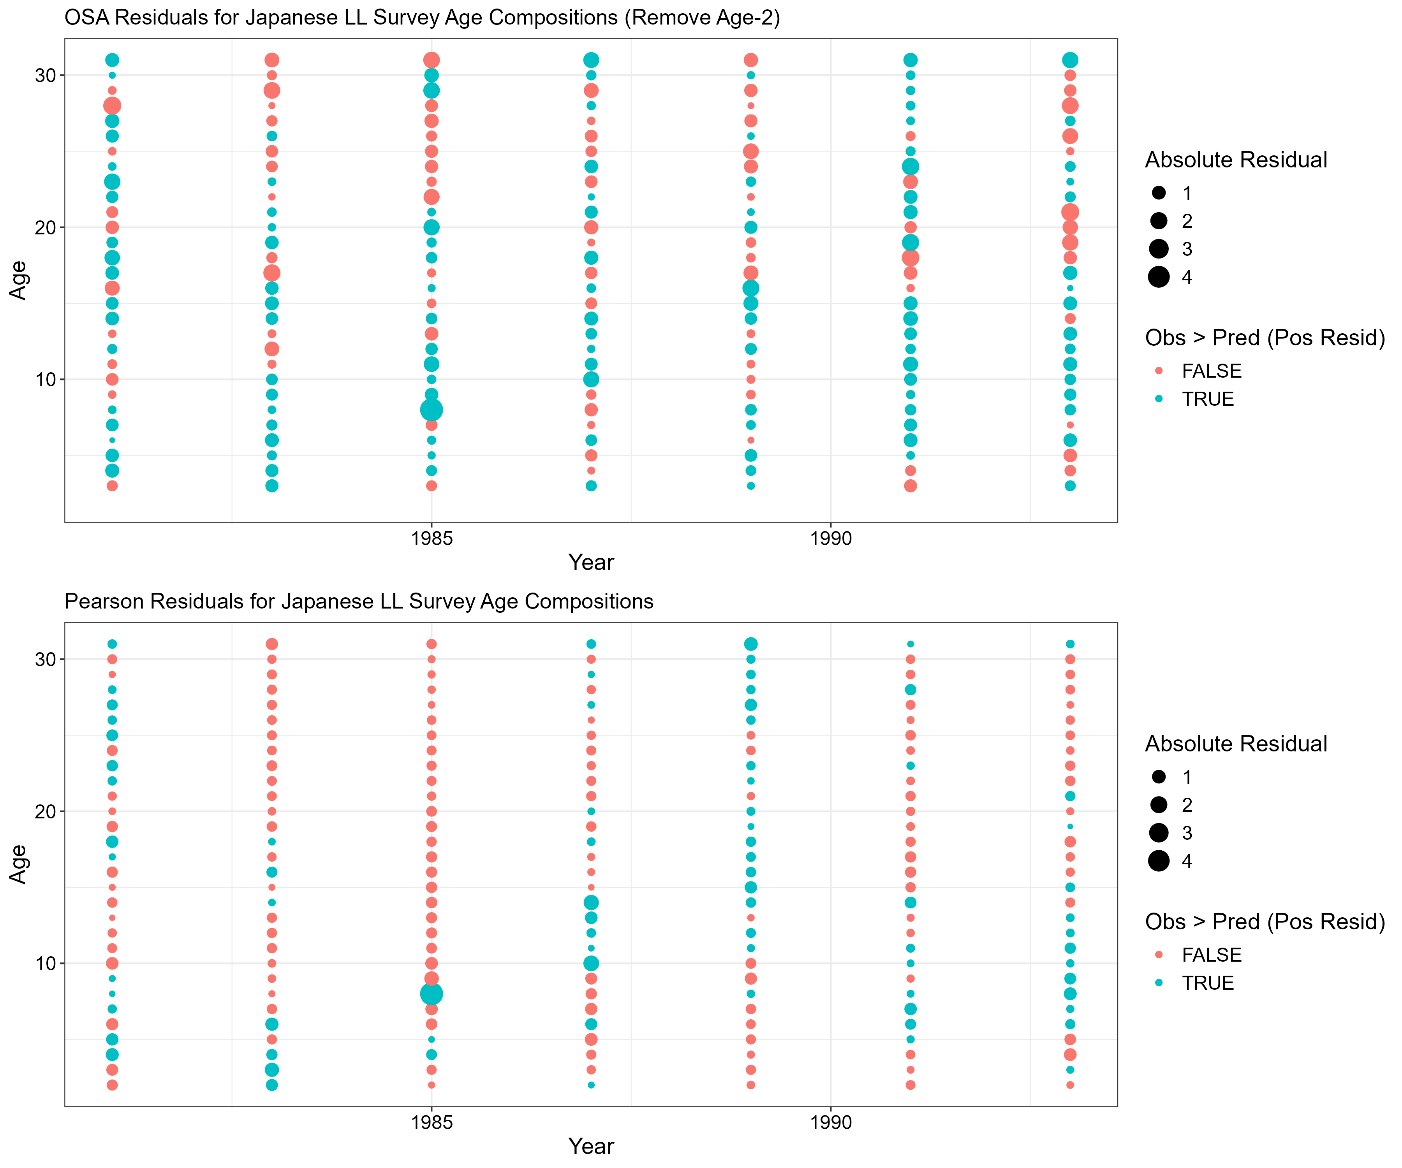 OSA Residuals for Japanese LL Survey Age Compositions (Remove Age-2)
30
20
10
Age
1985
1990
Year
Absolute Residual
1
2
3
4
Obs > Pred (Pos Resid)
FALSE
TRUE
Pearson Residuals for Japanese LL Survey Age Compositions
30
20
10
Age
1985
1990
Year
Absolute Residual
1
2
3
4
Obs > Pred (Pos Resid)
FALSE
TRUE